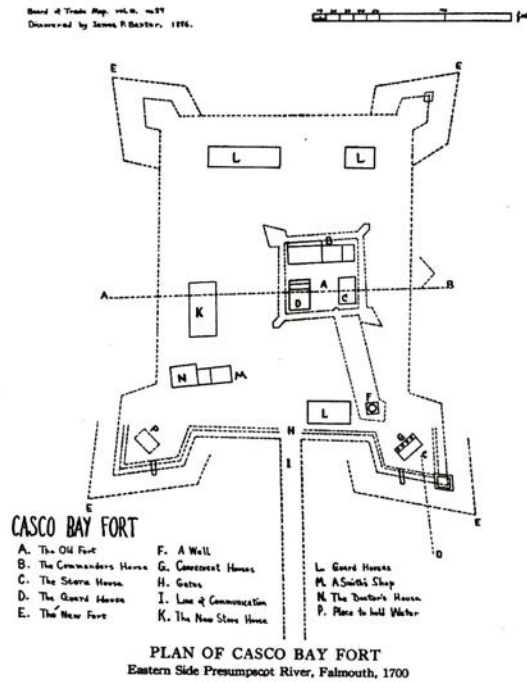 Board of Trade Map, vol. 10. no 37
Discovered by James P. Baxter, 1886.
E
E
L
L
B
A
A
B
D
C
K
N
M
F
L
P
H
G
C
I
E
E
D
CASCO BAY FORT
A. The Old Fort
B. The Commanders House
C. The Store House
D. The Guard House
E. The New Fort
F. A Well
G. Convenient Houses
H. Gates
I. Line of Communication
K. The New Store House
L. Guard Houses
M A Smith's Shop
N. The Doctor's House
P. Place to hold Water
PLAN OF CASCO BAY FORT
Eastern Side Presumpscot River, Falmouth, 1700